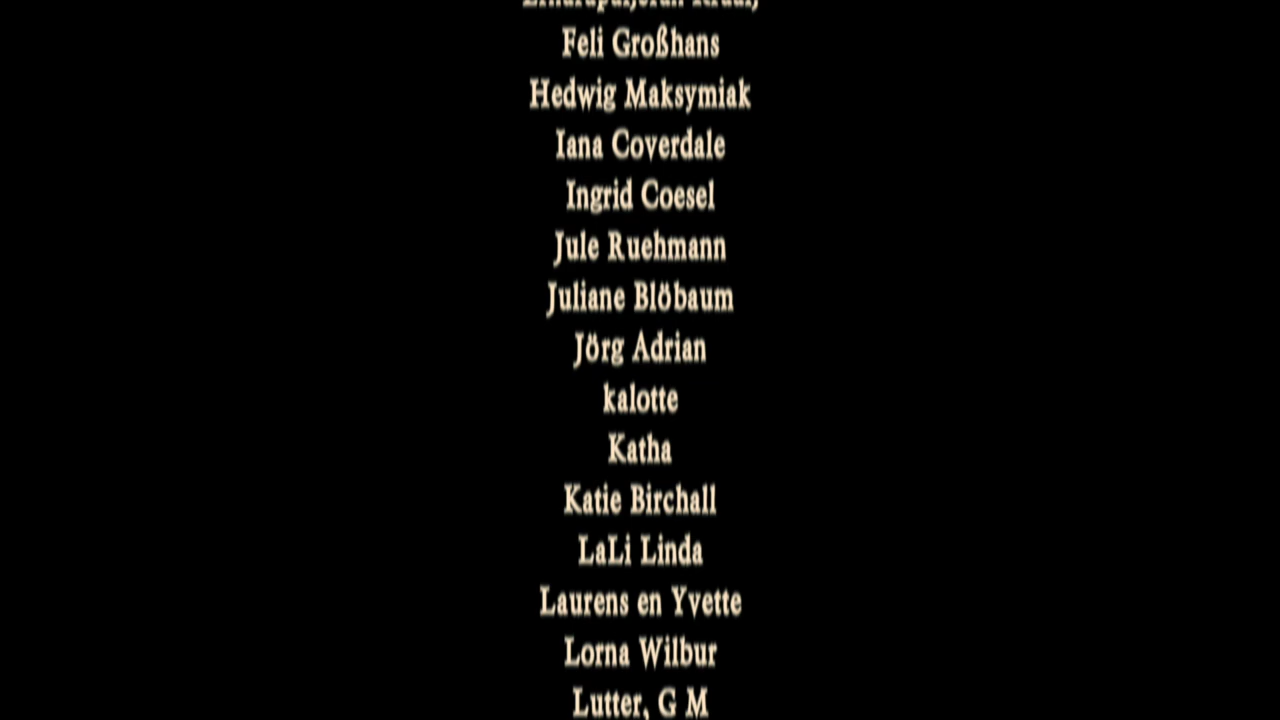 Feli Großhans
Hedwig Maksymiak
Iana Coverdale
Ingrid Coesel
Jule Ruehmann
Juliane Blöbaum
Jörg Adrian
kalotte
Katha
Katie Birchall
LaLi Linda
Laurens en Yvette
Lorna Wilbur
Lutter, G M